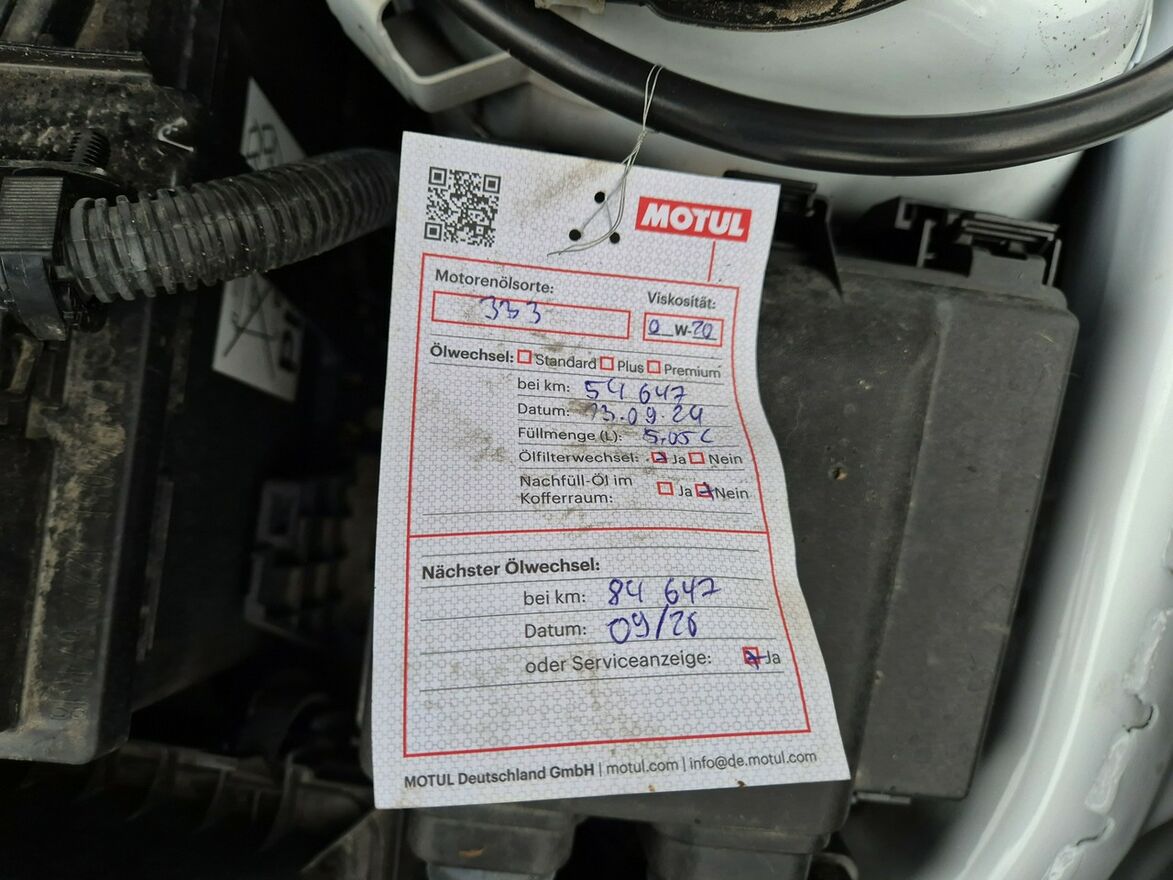 MOTUL
Motorenölsorte:
333
Viskosität:
0 W-20
Ölwechsel: Standard Plus Premium
bei km: 54 647
Datum: 13.09.24
Füllmenge (L): 5,05 L
Ölfilterwechsel: Ja Nein
Nachfüll-Öl im
Kofferraum: Ja Nein
Nächster Ölwechsel:
bei km: 84 647
Datum: 09/26
oder Serviceanzeige: Ja
MOTUL Deutschland GmbH | motul.com | info@de.motul.com